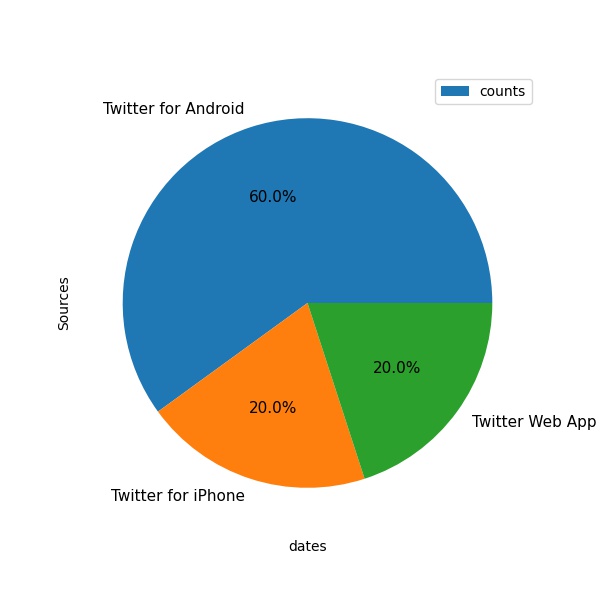 counts
Twitter for Android
60.0%
Sources
20.0%
20.0%
Twitter Web App
Twitter for iPhone
dates